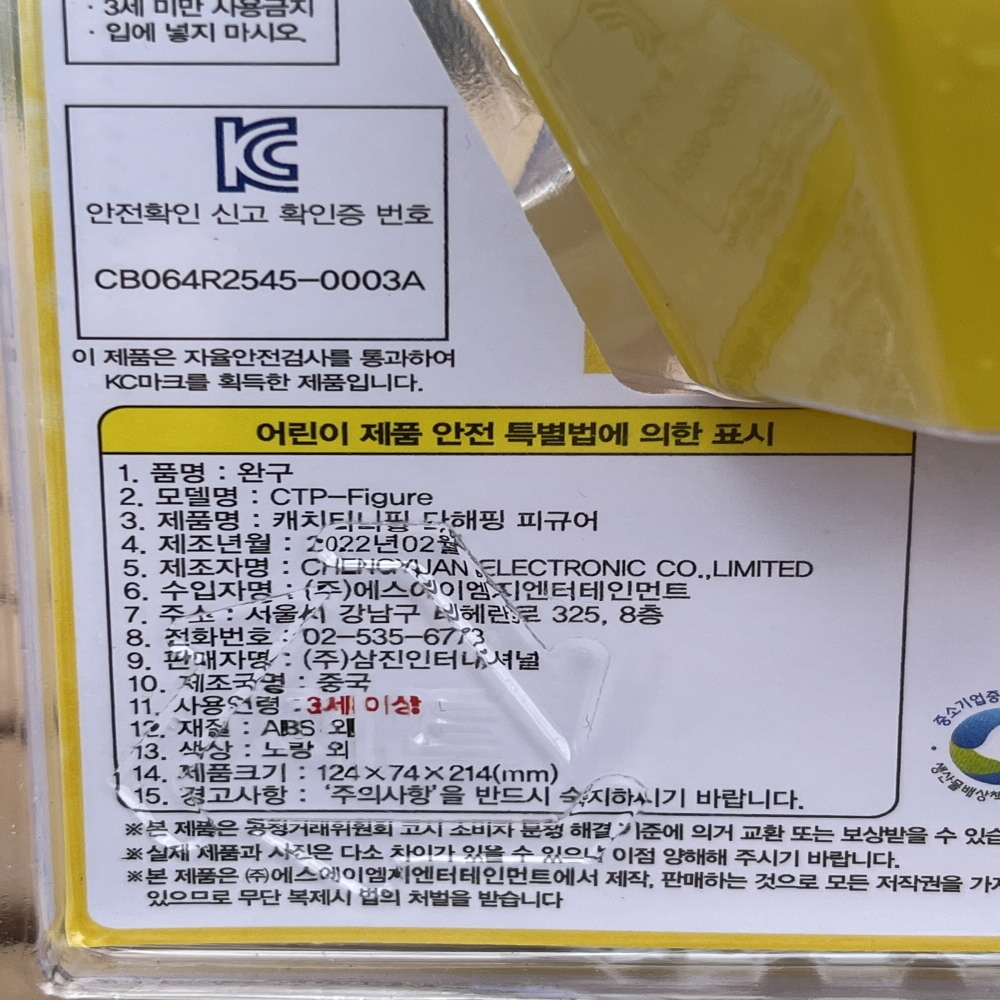 · 3세 미만 사용금지
· 입에 넣지 마시오.
KC
안전확인 신고 확인증 번호
CB064R2545-0003A
이 제품은 자율안전검사를 통과하여
KC마크를 획득한 제품입니다.
어린이 제품 안전 특별법에 의한 표시
1. 품명 : 완구
2. 모델명 : CTP-Figure
3. 제품명 : 캐치티니핑 다해핑 피규어
4. 제조년월 : 2022년02월
5. 제조자명 : CHENGYUAN ELECTRONIC CO.,LIMITED
6. 수입자명 : (주)에스에이엠지엔터테인먼트
7. 주소 : 서울시 강남구 테헤란로 325, 8층
8. 전화번호 : 02-535-6773
9. 판매자명 : (주)삼진인터내셔널
10. 제조국명 : 중국
11. 사용연령 : 3세 이상
12. 재질 : ABS 외
13. 색상 : 노랑 외
14. 제품크기 : 124×74×214(mm)
15. 경고사항 : '주의사항'을 반드시 숙지하시기 바랍니다.
※본 제품은 공정거래위원회 고시 소비자 분쟁 해결 기준에 의거 교환 또는 보상받을 수 있습
※실제 제품과 사진은 다소 차이가 있을 수 있으니 이점 양해해 주시기 바랍니다.
※본 제품은 ㈜에스에이엠지엔터테인먼트에서 제작, 판매하는 것으로 모든 저작권을 가지
있으므로 무단 복제시 법의 처벌을 받습니다
중소기업중
생산물배상책